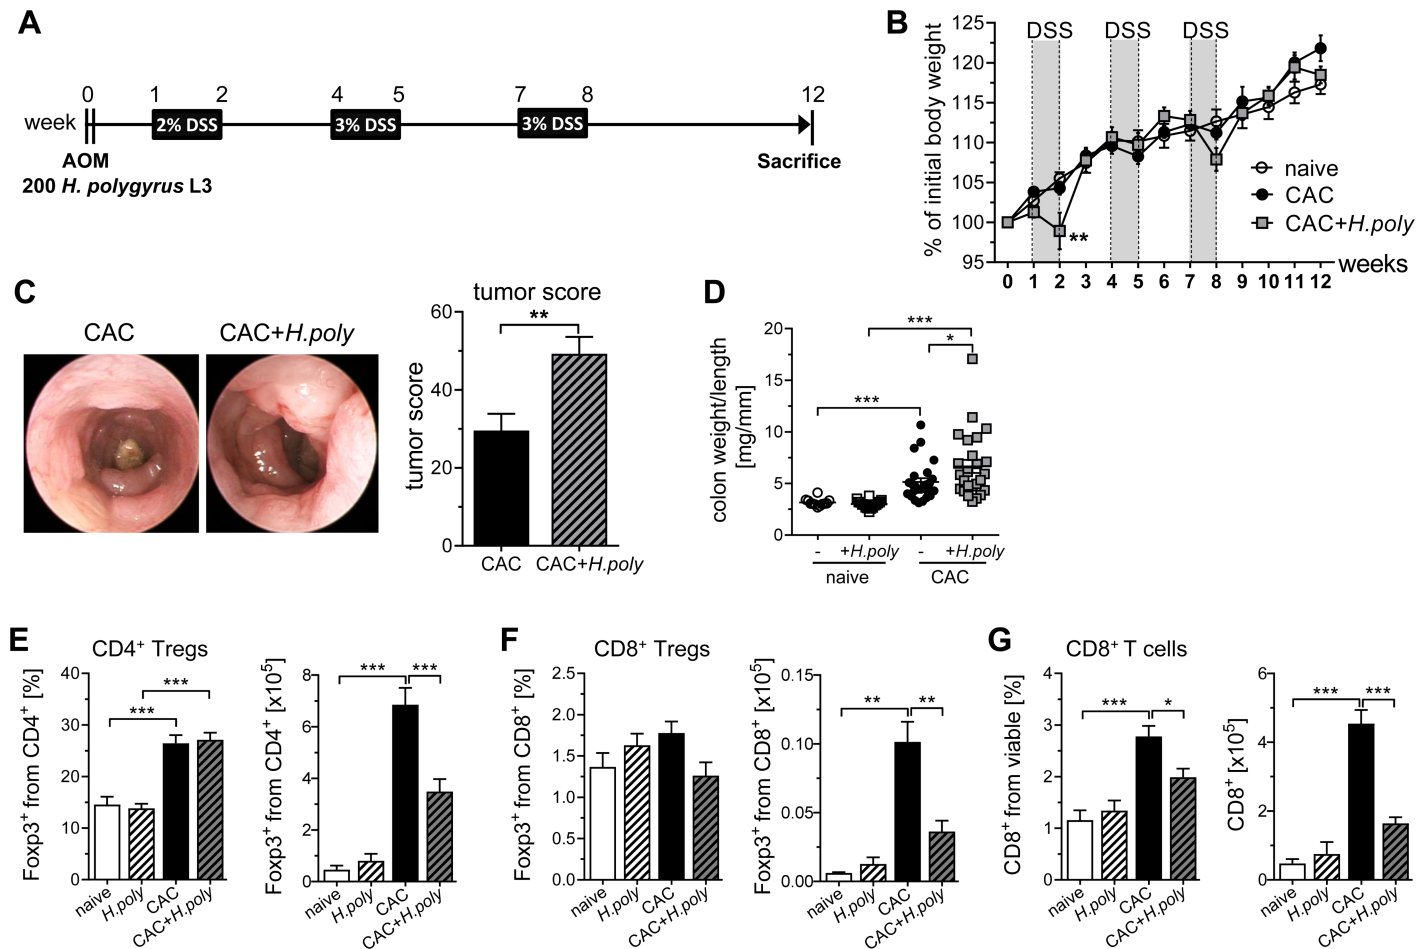 A
week
0 1 2 4 5 7 8 12
2% DSS 3% DSS 3% DSS
AOM
200 H. polygyrus L3
Sacrifice
B
% of initial body weight
125
120
115
110
105
100
95
DSS DSS DSS
naive
CAC
CAC+H.poly
**
0 1 2 3 4 5 6 7 8 9 10 11 12
weeks
C
CAC CAC+H.poly
tumor score
tumor score
60
40
20
0
**
CAC CAC+H.poly
D
colon weight/length
[mg/mm]
20
15
10
5
0
***
*
***
- +H.poly - +H.poly
naive CAC
E
CD4⁺ Tregs
Foxp3⁺ from CD4⁺ [%]
40
30
20
10
0
***
***
naive H.poly CAC CAC+H.poly
Foxp3⁺ from CD4⁺ [x10⁵]
8
6
4
2
0
*** ***
naive H.poly CAC CAC+H.poly
F
CD8⁺ Tregs
Foxp3⁺ from CD8⁺ [%]
2.5
2.0
1.5
1.0
0.5
0.0
naive H.poly CAC CAC+H.poly
Foxp3⁺ from CD8⁺ [x10⁵]
0.15
0.10
0.05
0.00
** **
naive H.poly CAC CAC+H.poly
G
CD8⁺ T cells
CD8⁺ from viable [%]
4
3
2
1
0
*** *
naive H.poly CAC CAC+H.poly
CD8⁺ [x10⁵]
6
4
2
0
*** ***
naive H.poly CAC CAC+H.poly